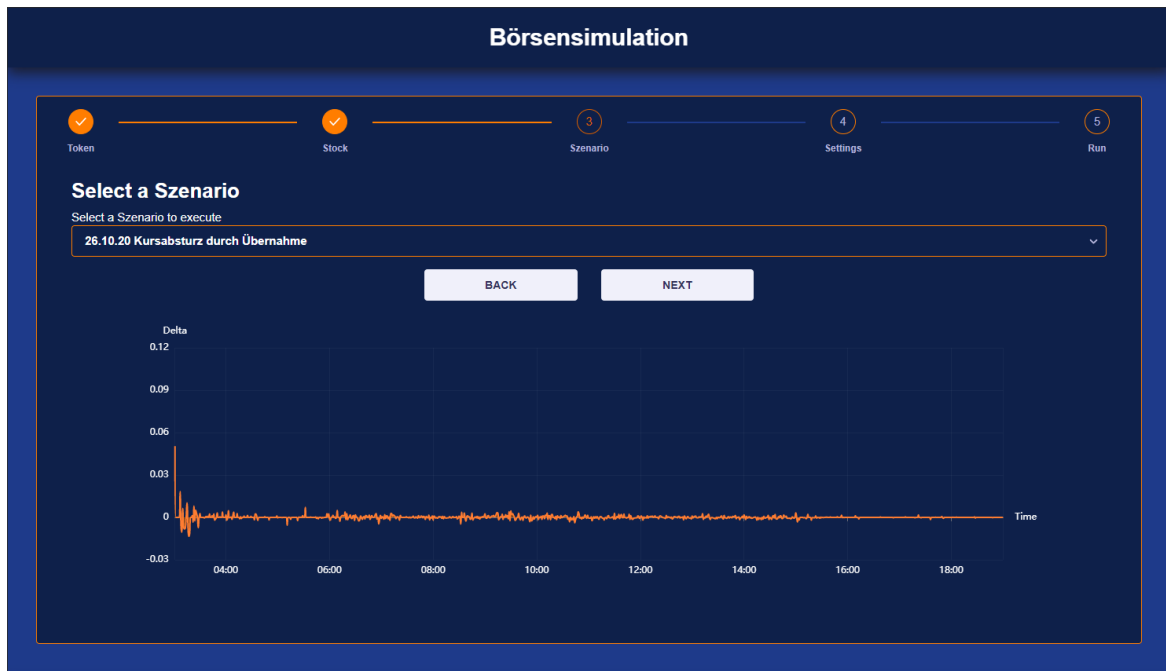 Börsensimulation
3
4
5
Token
Stock
Szenario
Settings
Run
Select a Szenario
Select a Szenario to execute
26.10.20 Kursabsturz durch Übernahme
BACK
NEXT
Delta
0.12
0.09
0.06
0.03
0
Time
-0.03
04:00
06:00
08:00
10:00
12:00
14:00
16:00
18:00